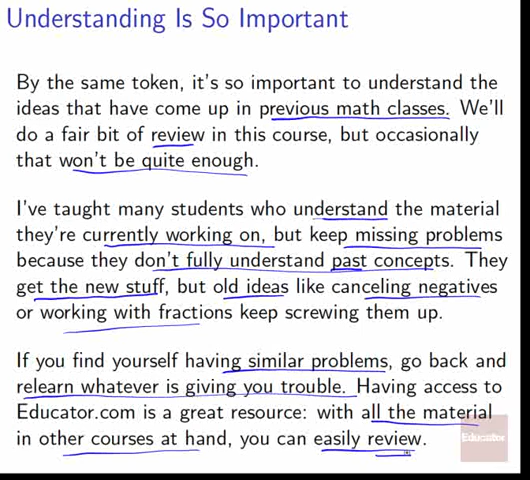 Understanding Is So Important
By the same token, it's so important to understand the
ideas that have come up in previous math classes. We'll
do a fair bit of review in this course, but occasionally
that won't be quite enough.
I've taught many students who understand the material
they're currently working on, but keep missing problems
because they don't fully understand past concepts. They
get the new stuff, but old ideas like canceling negatives
or working with fractions keep screwing them up.
If you find yourself having similar problems, go back and
relearn whatever is giving you trouble. Having access to
Educator.com is a great resource: with all the material
in other courses at hand, you can easily review.
Educator